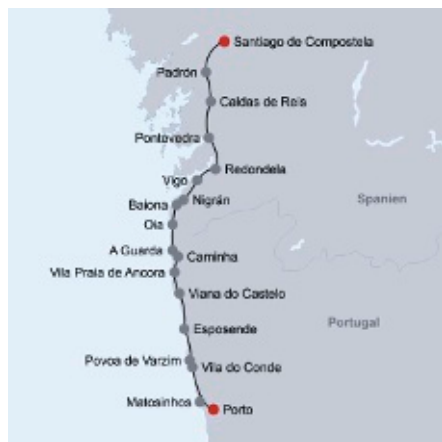 Santiago de Compostela
Padrón
Caldas de Reis
Pontevedra
Redondela
Vigo
Nigrán
Spanien
Baiona
Oia
A Guarda
Caminha
Vila Praia de Ancora
Viana do Castelo
Portugal
Esposende
Povoa de Varzim
Vila do Conde
Matosinhos
Porto